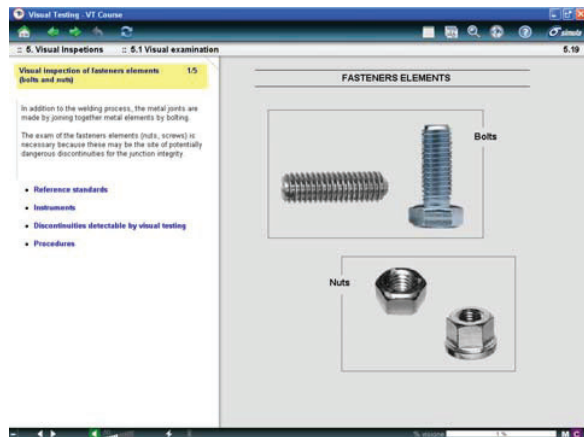 Visual Testing - VT Course
:: 5. Visual Inspetions :: 5.1 Visual examination 5.19
Visual inspection of fasteners elements 1/5
(bolts and nuts)
In addition to the welding process, the metal joints are
made by joining together metal elements by bolting.
The exam of the fasteners elements (nuts, screws) is
necessary because these may be the site of potentially
dangerous discontinuities for the junction integrity.
• Reference standards
• Instruments
• Discontinuities detectable by visual testing
• Procedures
FASTENERS ELEMENTS
Bolts
Nuts
M C